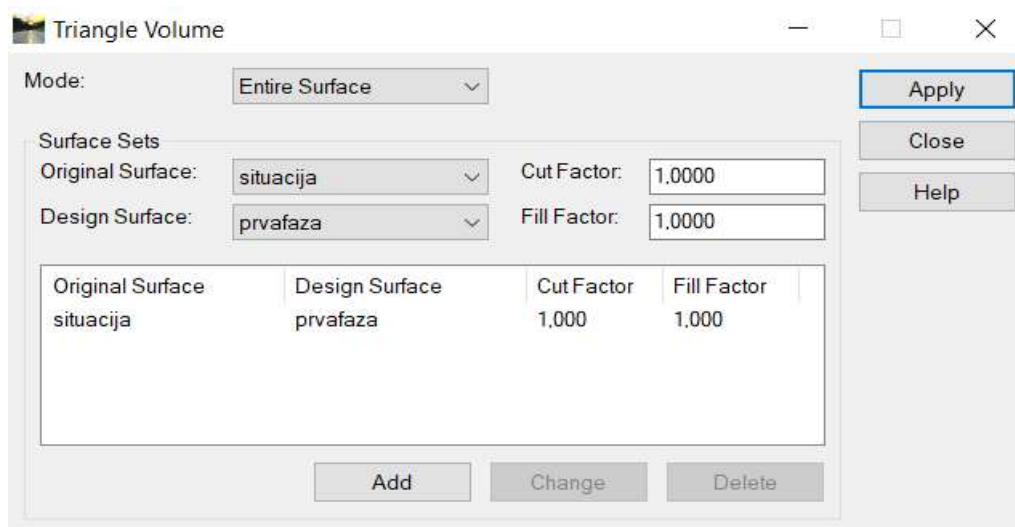 Triangle Volume
Mode: Entire Surface Apply
Surface Sets Close
Original Surface: situacija Cut Factor: 1,0000 Help
Design Surface: prvafaza Fill Factor: 1,0000
Original Surface Design Surface Cut Factor Fill Factor
situacija prvafaza 1,000 1,000
Add Change Delete